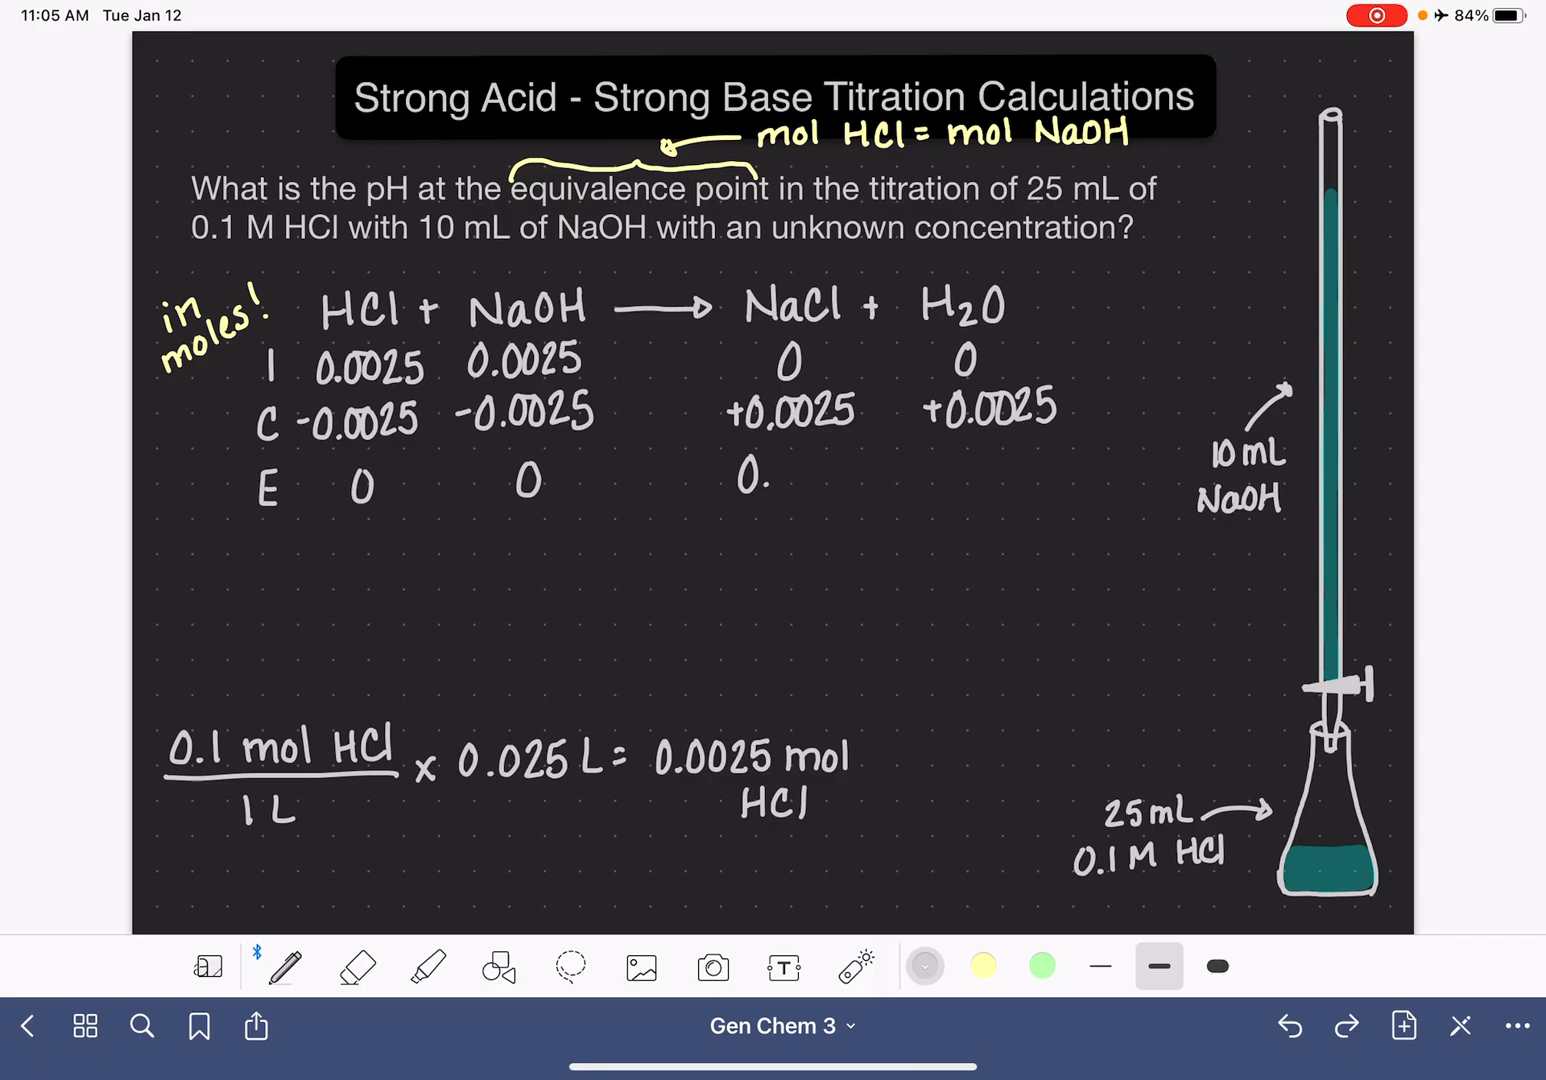 11:05 AM Tue Jan 12
84%
Strong Acid - Strong Base Titration Calculations
mol HCl = mol NaOH
What is the pH at the equivalence point in the titration of 25 mL of
0.1 M HCl with 10 mL of NaOH with an unknown concentration?
in
moles!
HCl + NaOH → NaCl + H2O
I 0.0025 0.0025 0 0
C -0.0025 -0.0025 +0.0025 +0.0025
E 0 0 0.
10 mL
NaOH
0.1 mol HCl
1 L
x 0.025 L = 0.0025 mol
HCl
25 mL
0.1 M HCl
T
Gen Chem 3